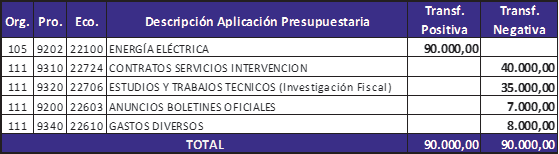 Org. Pro. Eco. Descripción Aplicación Presupuestaria Transf. Positiva Transf. Negativa
105 9202 22100 ENERGÍA ELÉCTRICA 90.000,00
111 9310 22724 CONTRATOS SERVICIOS INTERVENCION 40.000,00
111 9320 22706 ESTUDIOS Y TRABAJOS TECNICOS (Investigación Fiscal) 35.000,00
111 9200 22603 ANUNCIOS BOLETINES OFICIALES 7.000,00
111 9340 22610 GASTOS DIVERSOS 8.000,00
TOTAL 90.000,00 90.000,00